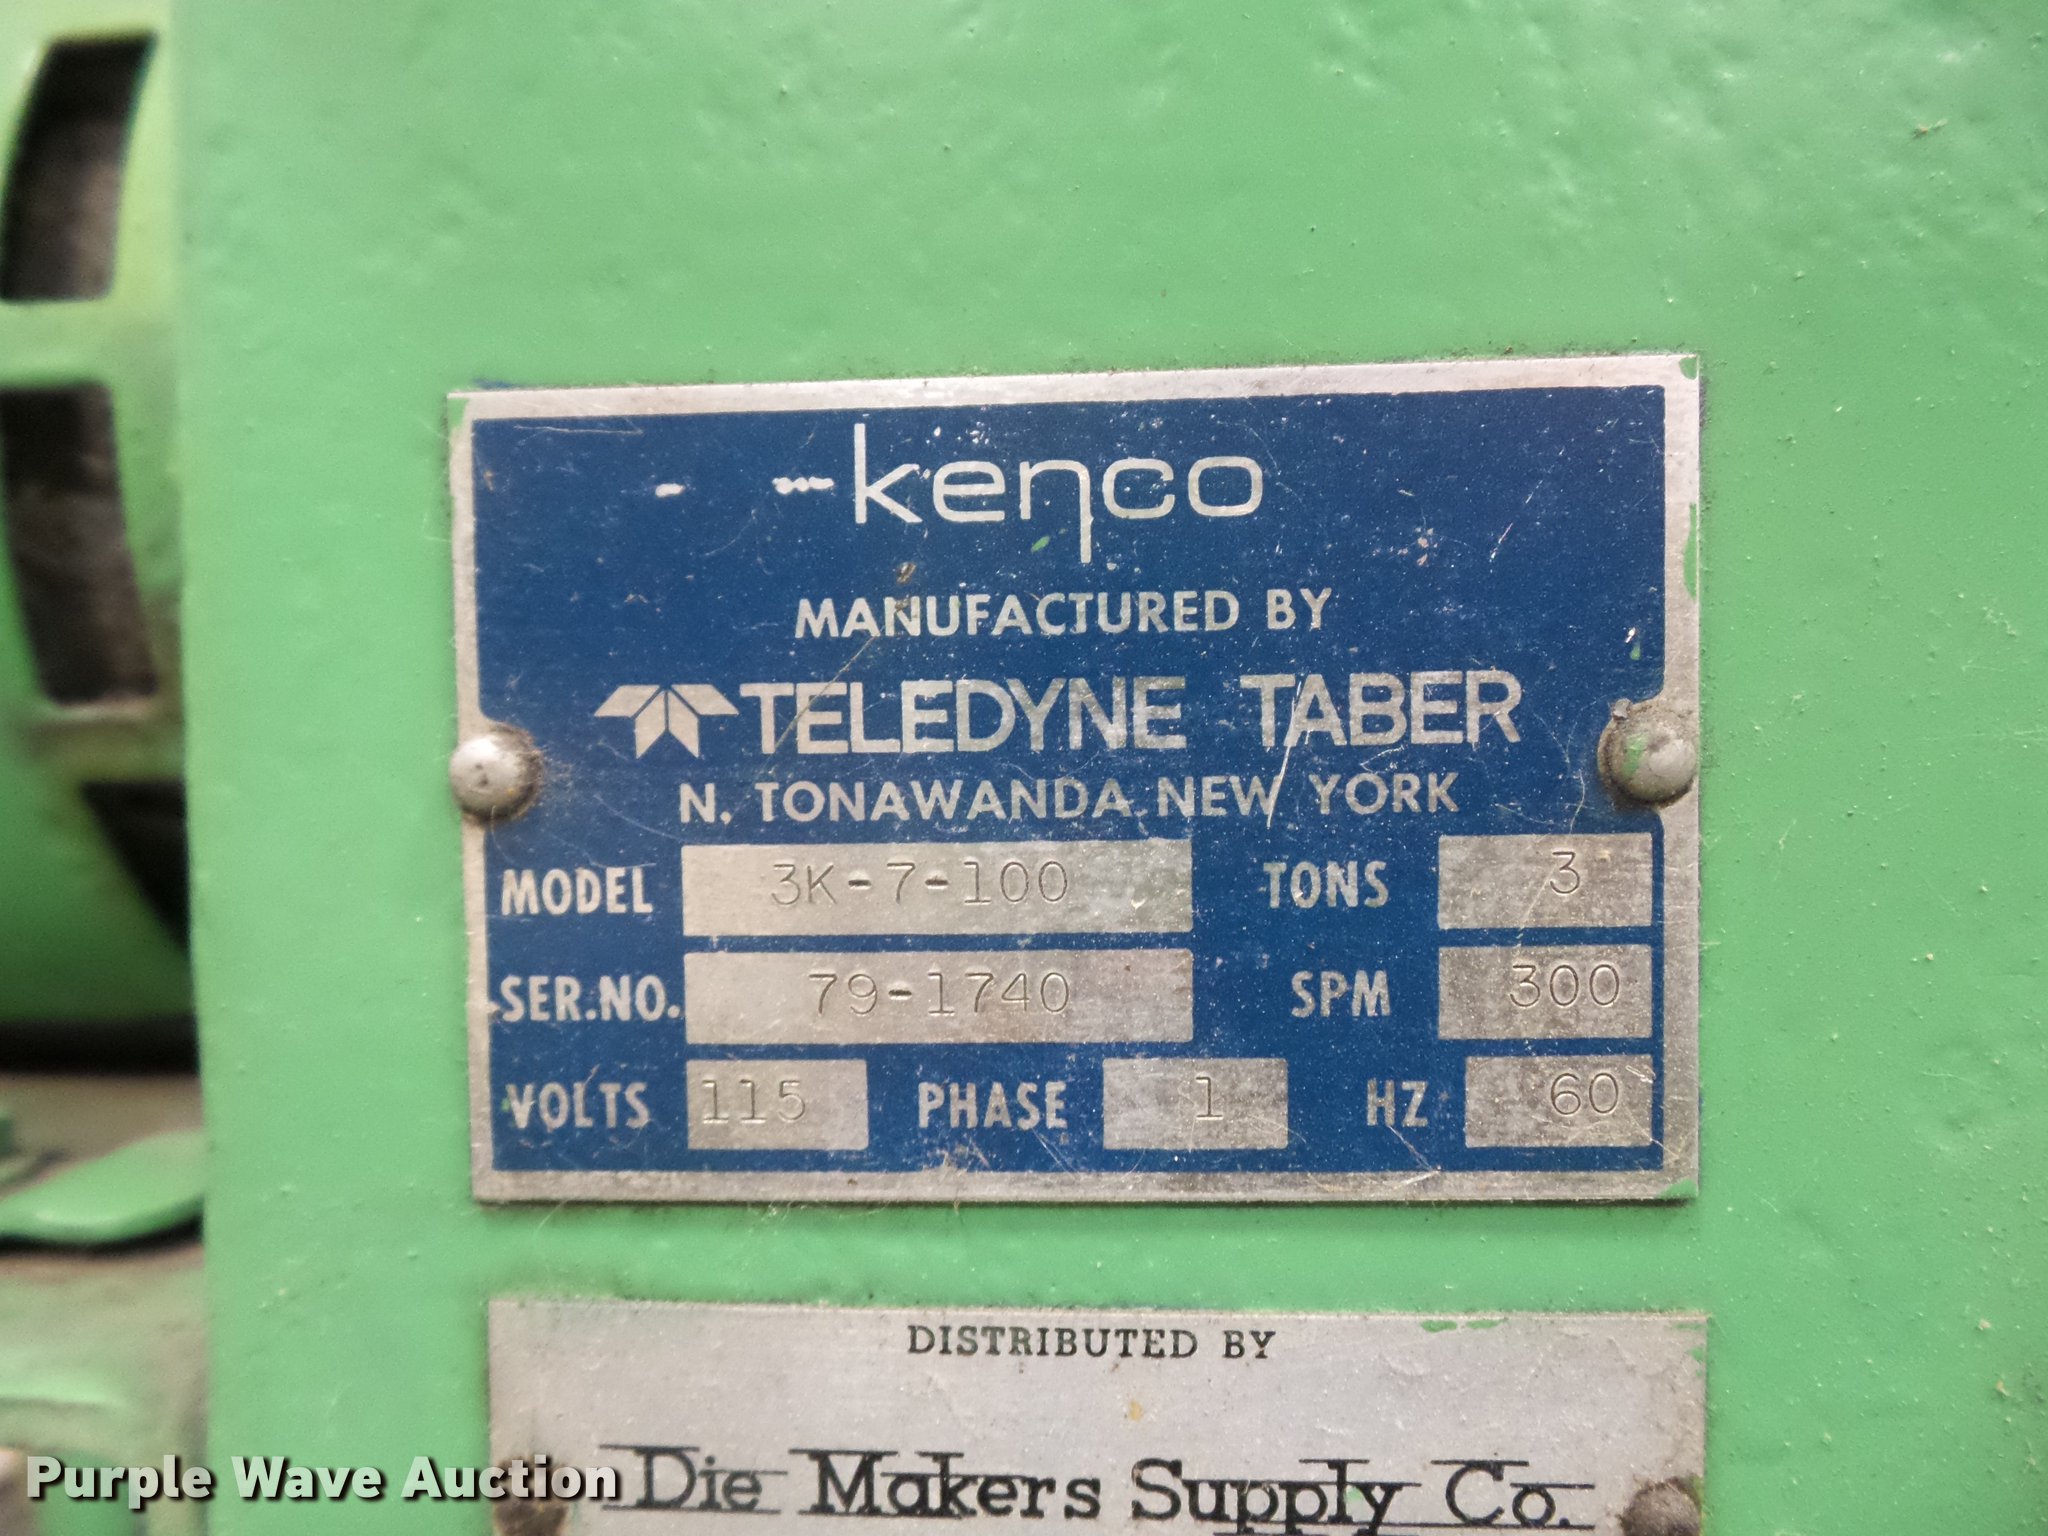 kenco
MANUFACTURED BY
TELEDYNE TABER
N. TONAWANDA, NEW YORK
MODEL 3K-7-100 TONS 3
SER.NO. 79-1740 SPM 300
VOLTS 115 PHASE 1 HZ 60
DISTRIBUTED BY
Die Makers Supply Co.
Purple Wave Auction